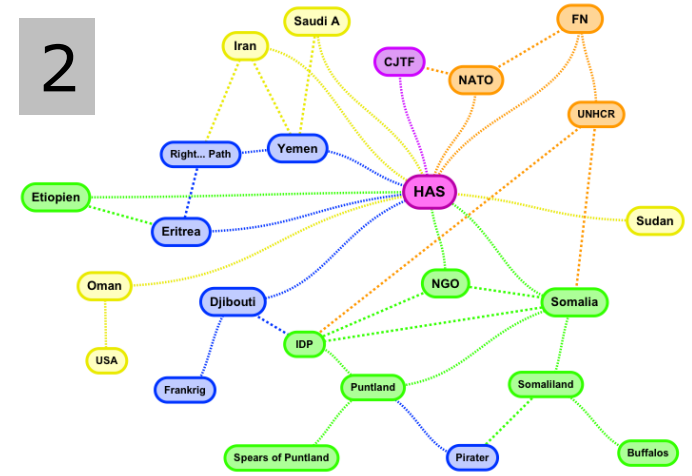 2
Saudi A
FN
Iran
CJTF
NATO
UNHCR
Right... Path
Yemen
HAS
Etiopien
Eritrea
Sudan
Oman
NGO
Djibouti
Somalia
IDP
USA
Frankrig
Puntland
Somaliland
Spears of Puntland
Pirater
Buffalos